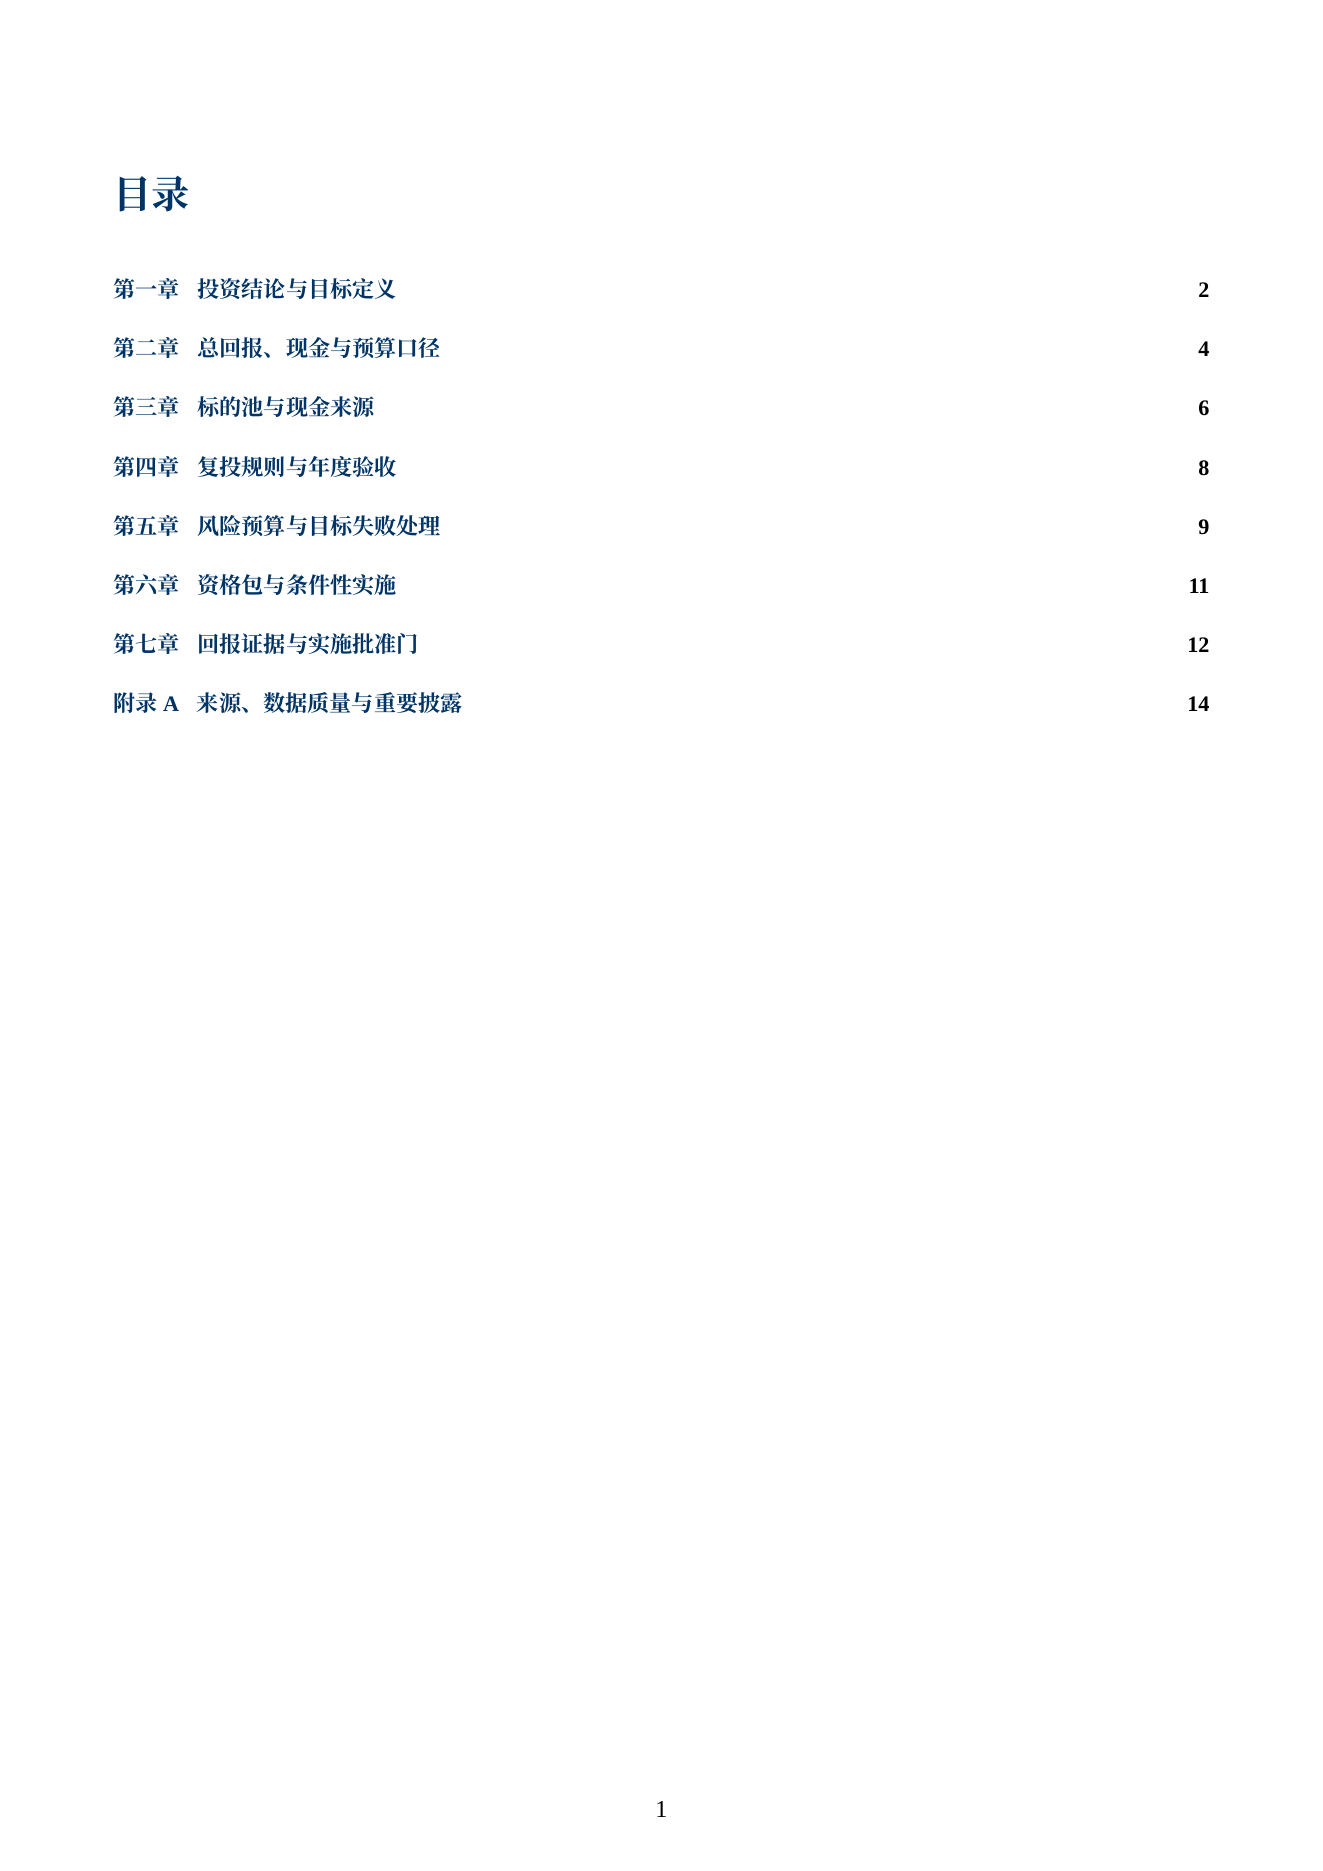 目录
第一章 投资结论与目标定义 2
第二章 总回报、现金与预算口径 4
第三章 标的池与现金来源 6
第四章 复投规则与年度验收 8
第五章 风险预算与目标失败处理 9
第六章 资格包与条件性实施 11
第七章 回报证据与实施批准门 12
附录 A 来源、数据质量与重要披露 14
1